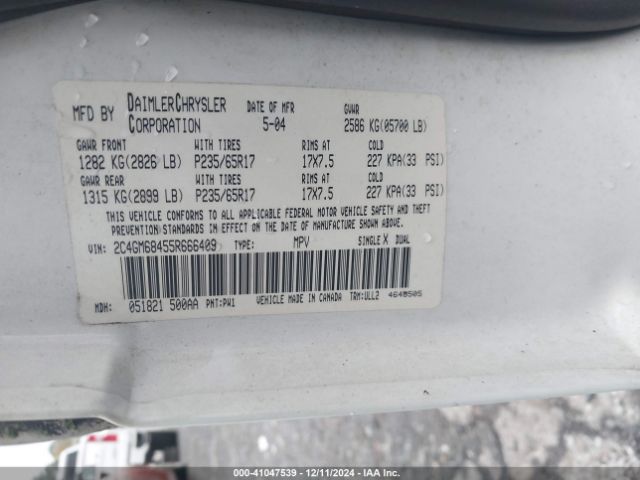 MFD BY DAIMLERCHRYSLER CORPORATION DATE OF MFR 5-04 GVWR 2586 KG(05700 LB)
GAWR FRONT WITH TIRES RIMS AT COLD
1282 KG(2826 LB) P235/65R17 17X7.5 227 KPA(33 PSI)
GAWR REAR WITH TIRES RIMS AT COLD
1315 KG(2899 LB) P235/65R17 17X7.5 227 KPA(33 PSI)
THIS VEHICLE CONFORMS TO ALL APPLICABLE FEDERAL MOTOR VEHICLE SAFETY AND THEFT
PREVENTION STANDARDS IN EFFECT ON THE DATE OF MANUFACTURE SHOWN ABOVE.
VIN: 2C4GM68455R666409 TYPE: MPV SINGLE X DUAL
MDH: 051821 500AA PNT:PW1 VEHICLE MADE IN CANADA TRM:ULL2 4648505
000-41047539 • 12/11/2024 • IAA Inc.